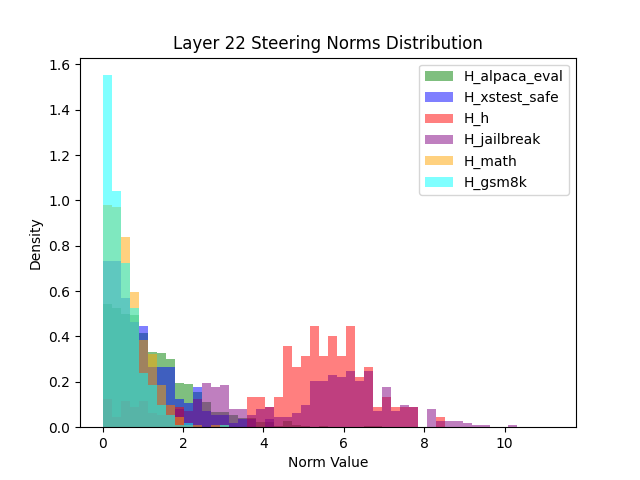 Layer 22 Steering Norms Distribution
1.6
1.4
1.2
1.0
0.8
0.6
0.4
0.2
0.0
Density
H_alpaca_eval
H_xstest_safe
H_h
H_jailbreak
H_math
H_gsm8k
0 2 4 6 8 10
Norm Value